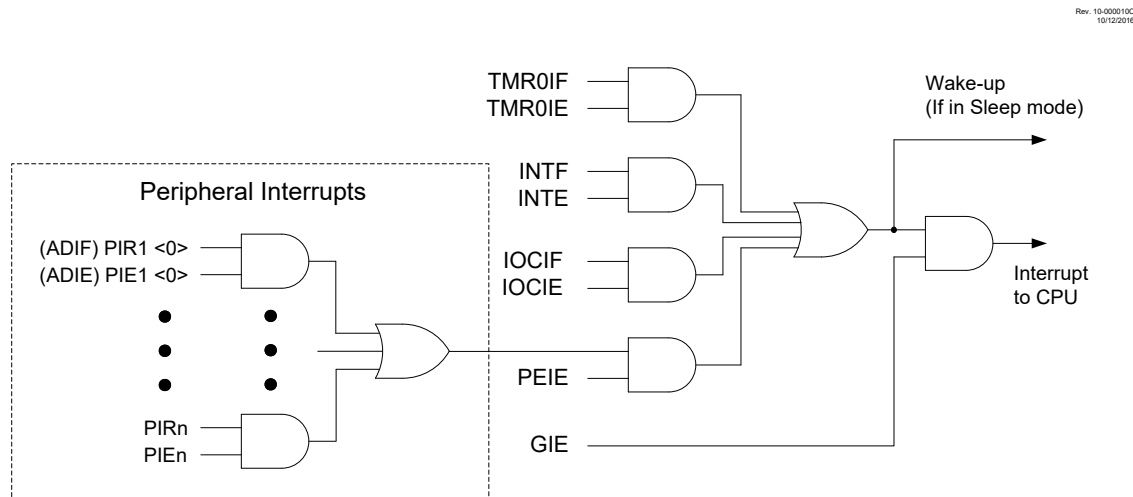 Rev. 10-000010C
10/12/2016
TMR0IF
TMR0IE
Wake-up
(If in Sleep mode)
INTF
INTE
Peripheral Interrupts
(ADIF) PIR1 <0>
(ADIE) PIE1 <0>
IOCIF
IOCIE
Interrupt
to CPU
PEIE
PIRn
PIEn
GIE